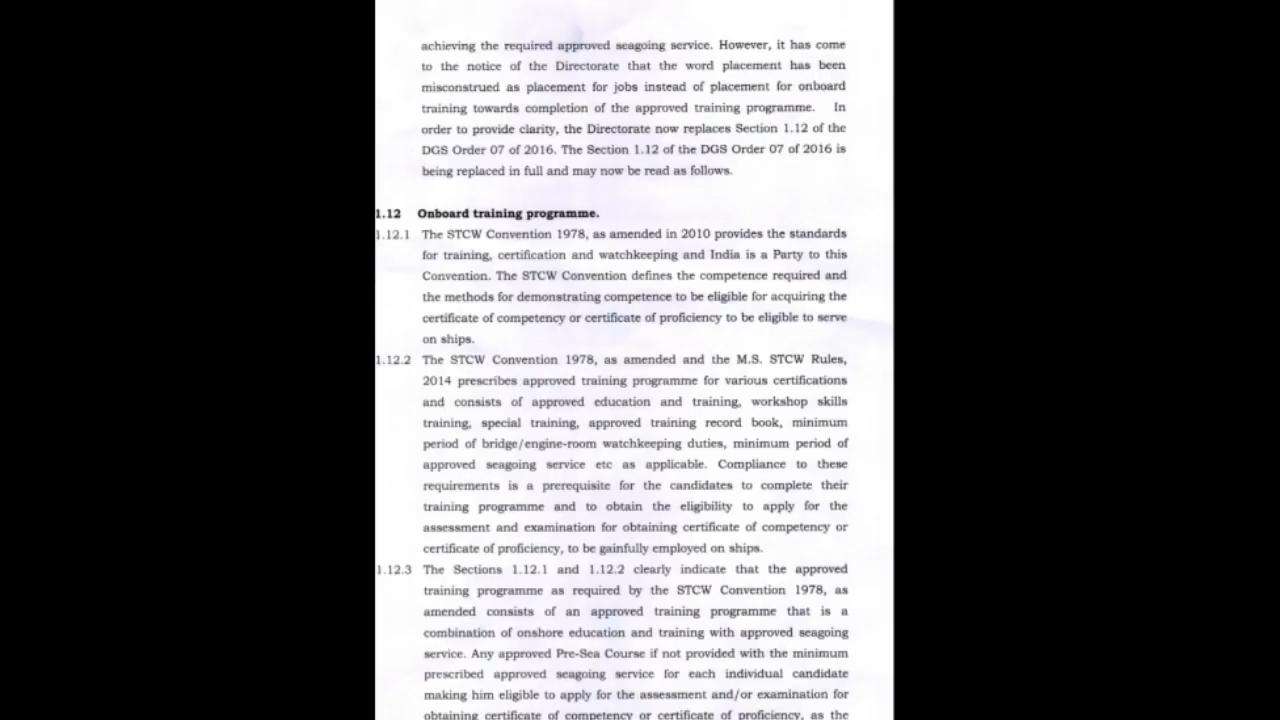 achieving the required approved seagoing service. However, it has come
to the notice of the Directorate that the word placement has been
misconstrued as placement for jobs instead of placement for onboard
training towards completion of the approved training programme. In
order to provide clarity, the Directorate now replaces Section 1.12 of the
DGS Order 07 of 2016. The Section 1.12 of the DGS Order 07 of 2016 is
being replaced in full and may now be read as follows.
1.12 Onboard training programme.
1.12.1 The STCW Convention 1978, as amended in 2010 provides the standards
for training, certification and watchkeeping and India is a Party to this
Convention. The STCW Convention defines the competence required and
the methods for demonstrating competence to be eligible for acquiring the
certificate of competency or certificate of proficiency to be eligible to serve
on ships.
1.12.2 The STCW Convention 1978, as amended and the M.S. STCW Rules,
2014 prescribes approved training programme for various certifications
and consists of approved education and training, workshop skills
training, special training, approved training record book, minimum
period of bridge/engine-room watchkeeping duties, minimum period of
approved seagoing service etc as applicable. Compliance to these
requirements is a prerequisite for the candidates to complete their
training programme and to obtain the eligibility to apply for the
assessment and examination for obtaining certificate of competency or
certificate of proficiency, to be gainfully employed on ships.
1.12.3 The Sections 1.12.1 and 1.12.2 clearly indicate that the approved
training programme as required by the STCW Convention 1978, as
amended consists of an approved training programme that is a
combination of onshore education and training with approved seagoing
service. Any approved Pre-Sea Course if not provided with the minimum
prescribed approved seagoing service for each individual candidate
making him eligible to apply for the assessment and/or examination for
obtaining certificate of competency or certificate of proficiency, as the